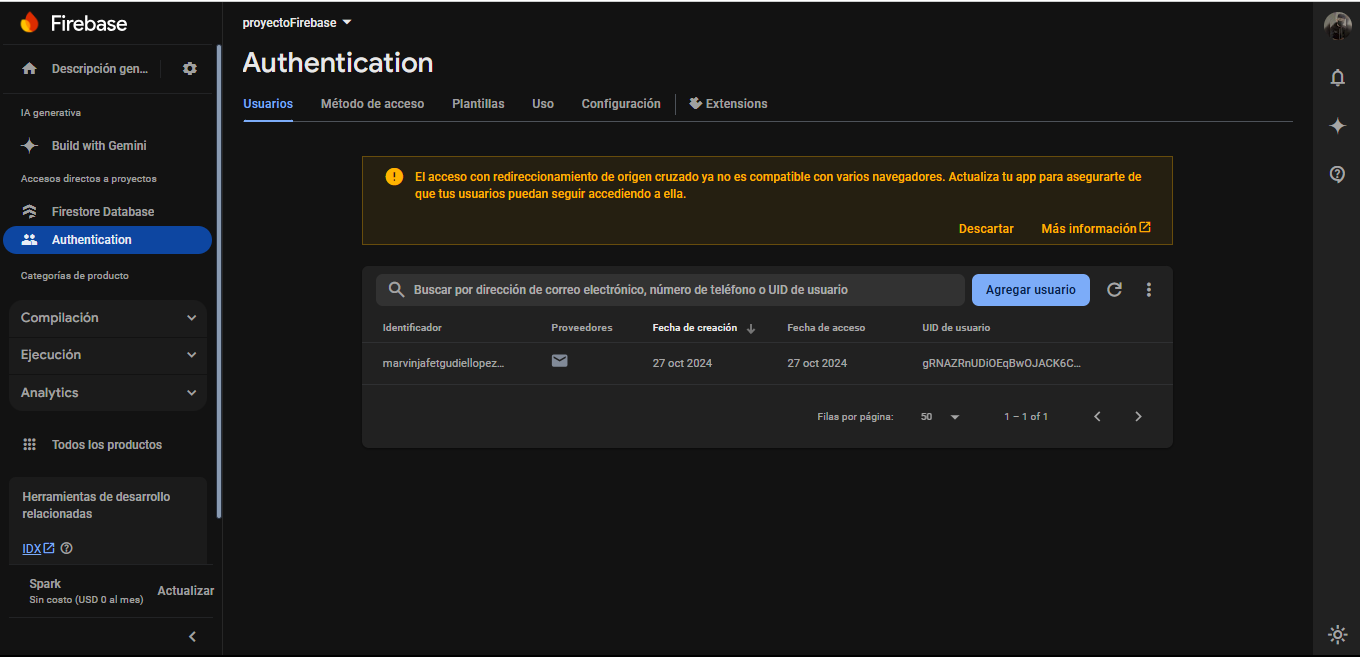 Firebase
Descripción gen...
IA generativa
Build with Gemini
Accesos directos a proyectos
Firestore Database
Authentication
Categorías de producto
Compilación
Ejecución
Analytics
Todos los productos
Herramientas de desarrollo
relacionadas
IDX
Spark
Sin costo (USD 0 al mes)
Actualizar
proyectoFirebase
Authentication
Usuarios Método de acceso Plantillas Uso Configuración Extensions
El acceso con redireccionamiento de origen cruzado ya no es compatible con varios navegadores. Actualiza tu app para asegurarte de
que tus usuarios puedan seguir accediendo a ella.
Descartar Más información
Buscar por dirección de correo electrónico, número de teléfono o UID de usuario Agregar usuario
Identificador Proveedores Fecha de creación Fecha de acceso UID de usuario
marvinjafetgudiellopez... 27 oct 2024 27 oct 2024 gRNAZRnUDiOEqBwOJACK6C...
Filas por página: 50 1 – 1 of 1